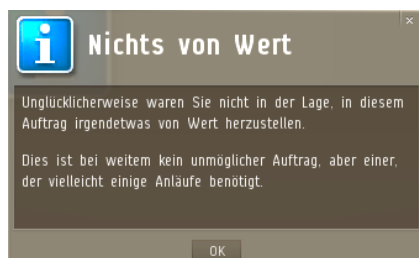 Nichts von Wert
Unglücklicherweise waren Sie nicht in der Lage, in diesem
Auftrag irgendetwas von Wert herzustellen.
Dies ist bei weitem kein unmöglicher Auftrag, aber einer,
der vielleicht einige Anläufe benötigt.
OK